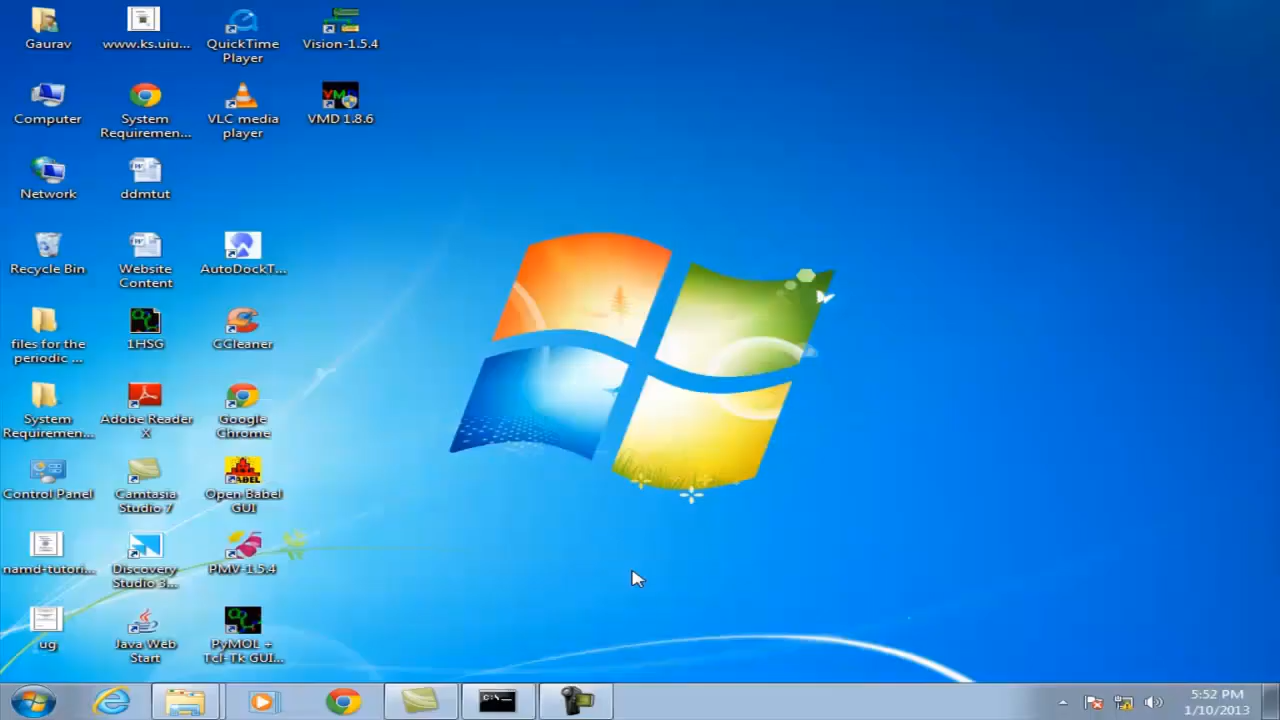 Gaurav
www.ks.uiu...
QuickTime
Player
Vision-1.5.4
Computer
System
Requiremen...
VLC media
player
VMD 1.8.6
Network
ddmtut
Recycle Bin
Website
Content
AutoDockT...
files for the
periodic ...
1HSG
CCleaner
System
Requiremen...
Adobe Reader
X
Google
Chrome
Control Panel
Camtasia
Studio 7
BABEL
Open Babel
GUI
namd-tutori...
Discovery
Studio 3...
PMV-1.5.4
ug
Java Web
Start
PyMOL +
Tcl-Tk GUI...
C:\.
5:52 PM
1/10/2013